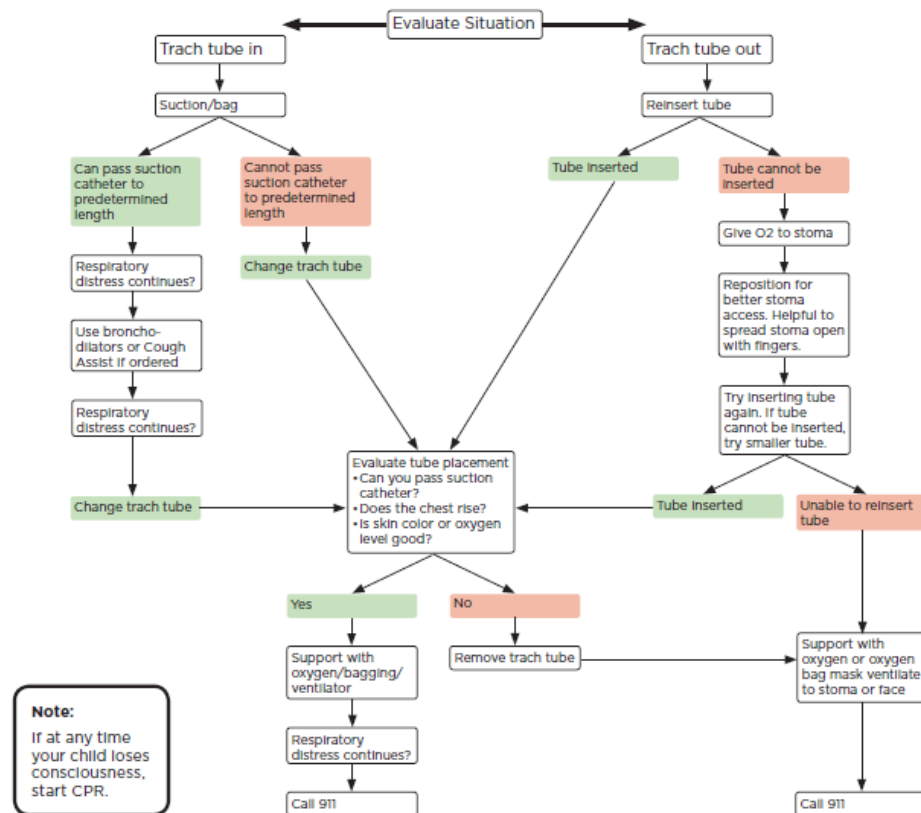 Evaluate Situation
Trach tube in
Trach tube out
Suction/bag
Reinsert tube
Can pass suction
catheter to
predetermined
length
Cannot pass
suction catheter
to predetermined
length
Tube inserted
Tube cannot be
inserted
Respiratory
distress continues?
Change trach tube
Give O2 to stoma
Use broncho-
dilators or Cough
Assist if ordered
Reposition for
better stoma
access. Helpful to
spread stoma open
with fingers.
Respiratory
distress continues?
Try inserting tube
again. If tube
cannot be inserted,
try smaller tube.
Change trach tube
Evaluate tube placement
• Can you pass suction
catheter?
• Does the chest rise?
• Is skin color or oxygen
level good?
Tube inserted
Unable to reinsert
tube
Yes
No
Support with
oxygen/bagging/
ventilator
Remove trach tube
Support with
oxygen or oxygen
bag mask ventilate
to stoma or face
Respiratory
distress continues?
Call 911
Call 911
Note:
If at any time
your child loses
consciousness,
start CPR.